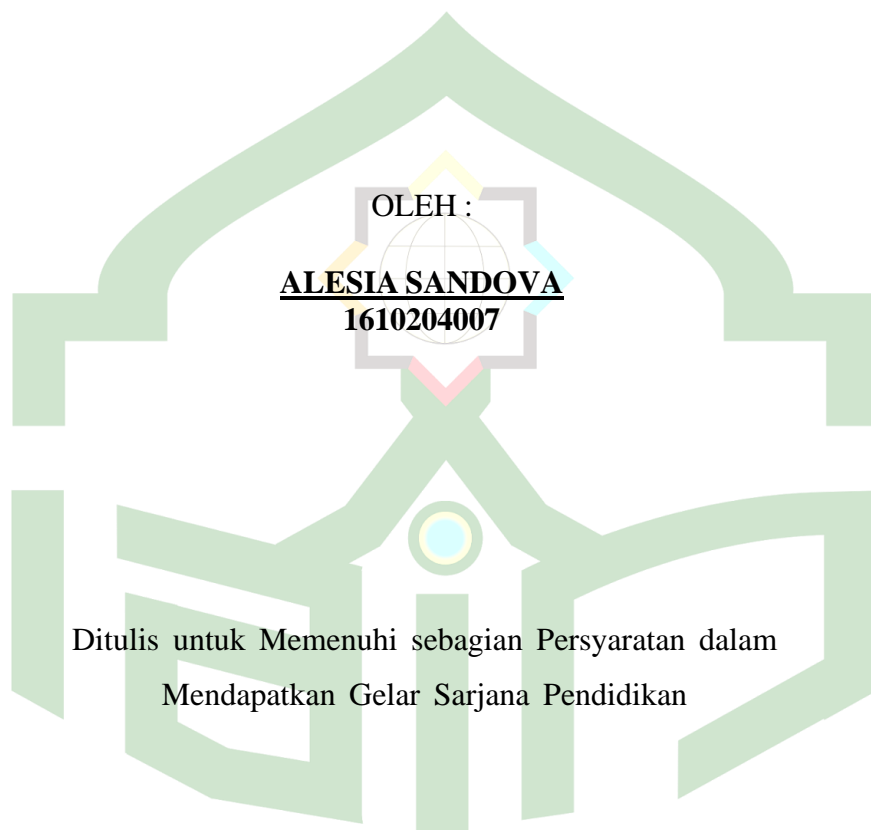 OLEH :
ALESIA SANDOVA
1610204007
Ditulis untuk Memenuhi sebagian Persyaratan dalam
Mendapatkan Gelar Sarjana Pendidikan